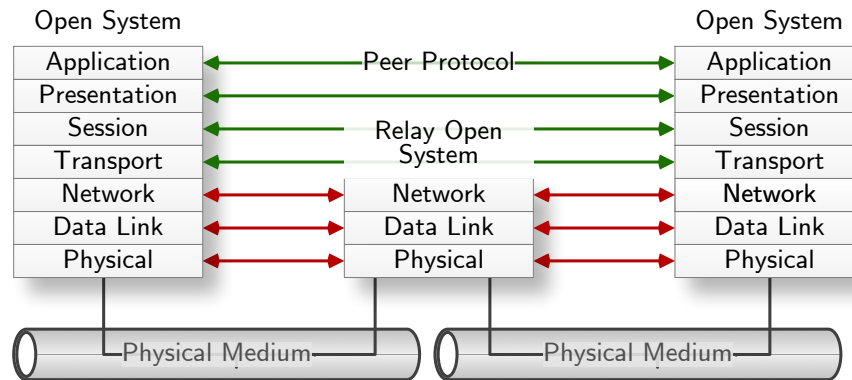 Open System
Open System
Application
Peer Protocol
Application
Presentation
Presentation
Session
Relay Open
System
Session
Transport
Transport
Network
Network
Network
Data Link
Data Link
Data Link
Physical
Physical
Physical
Physical Medium
Physical Medium